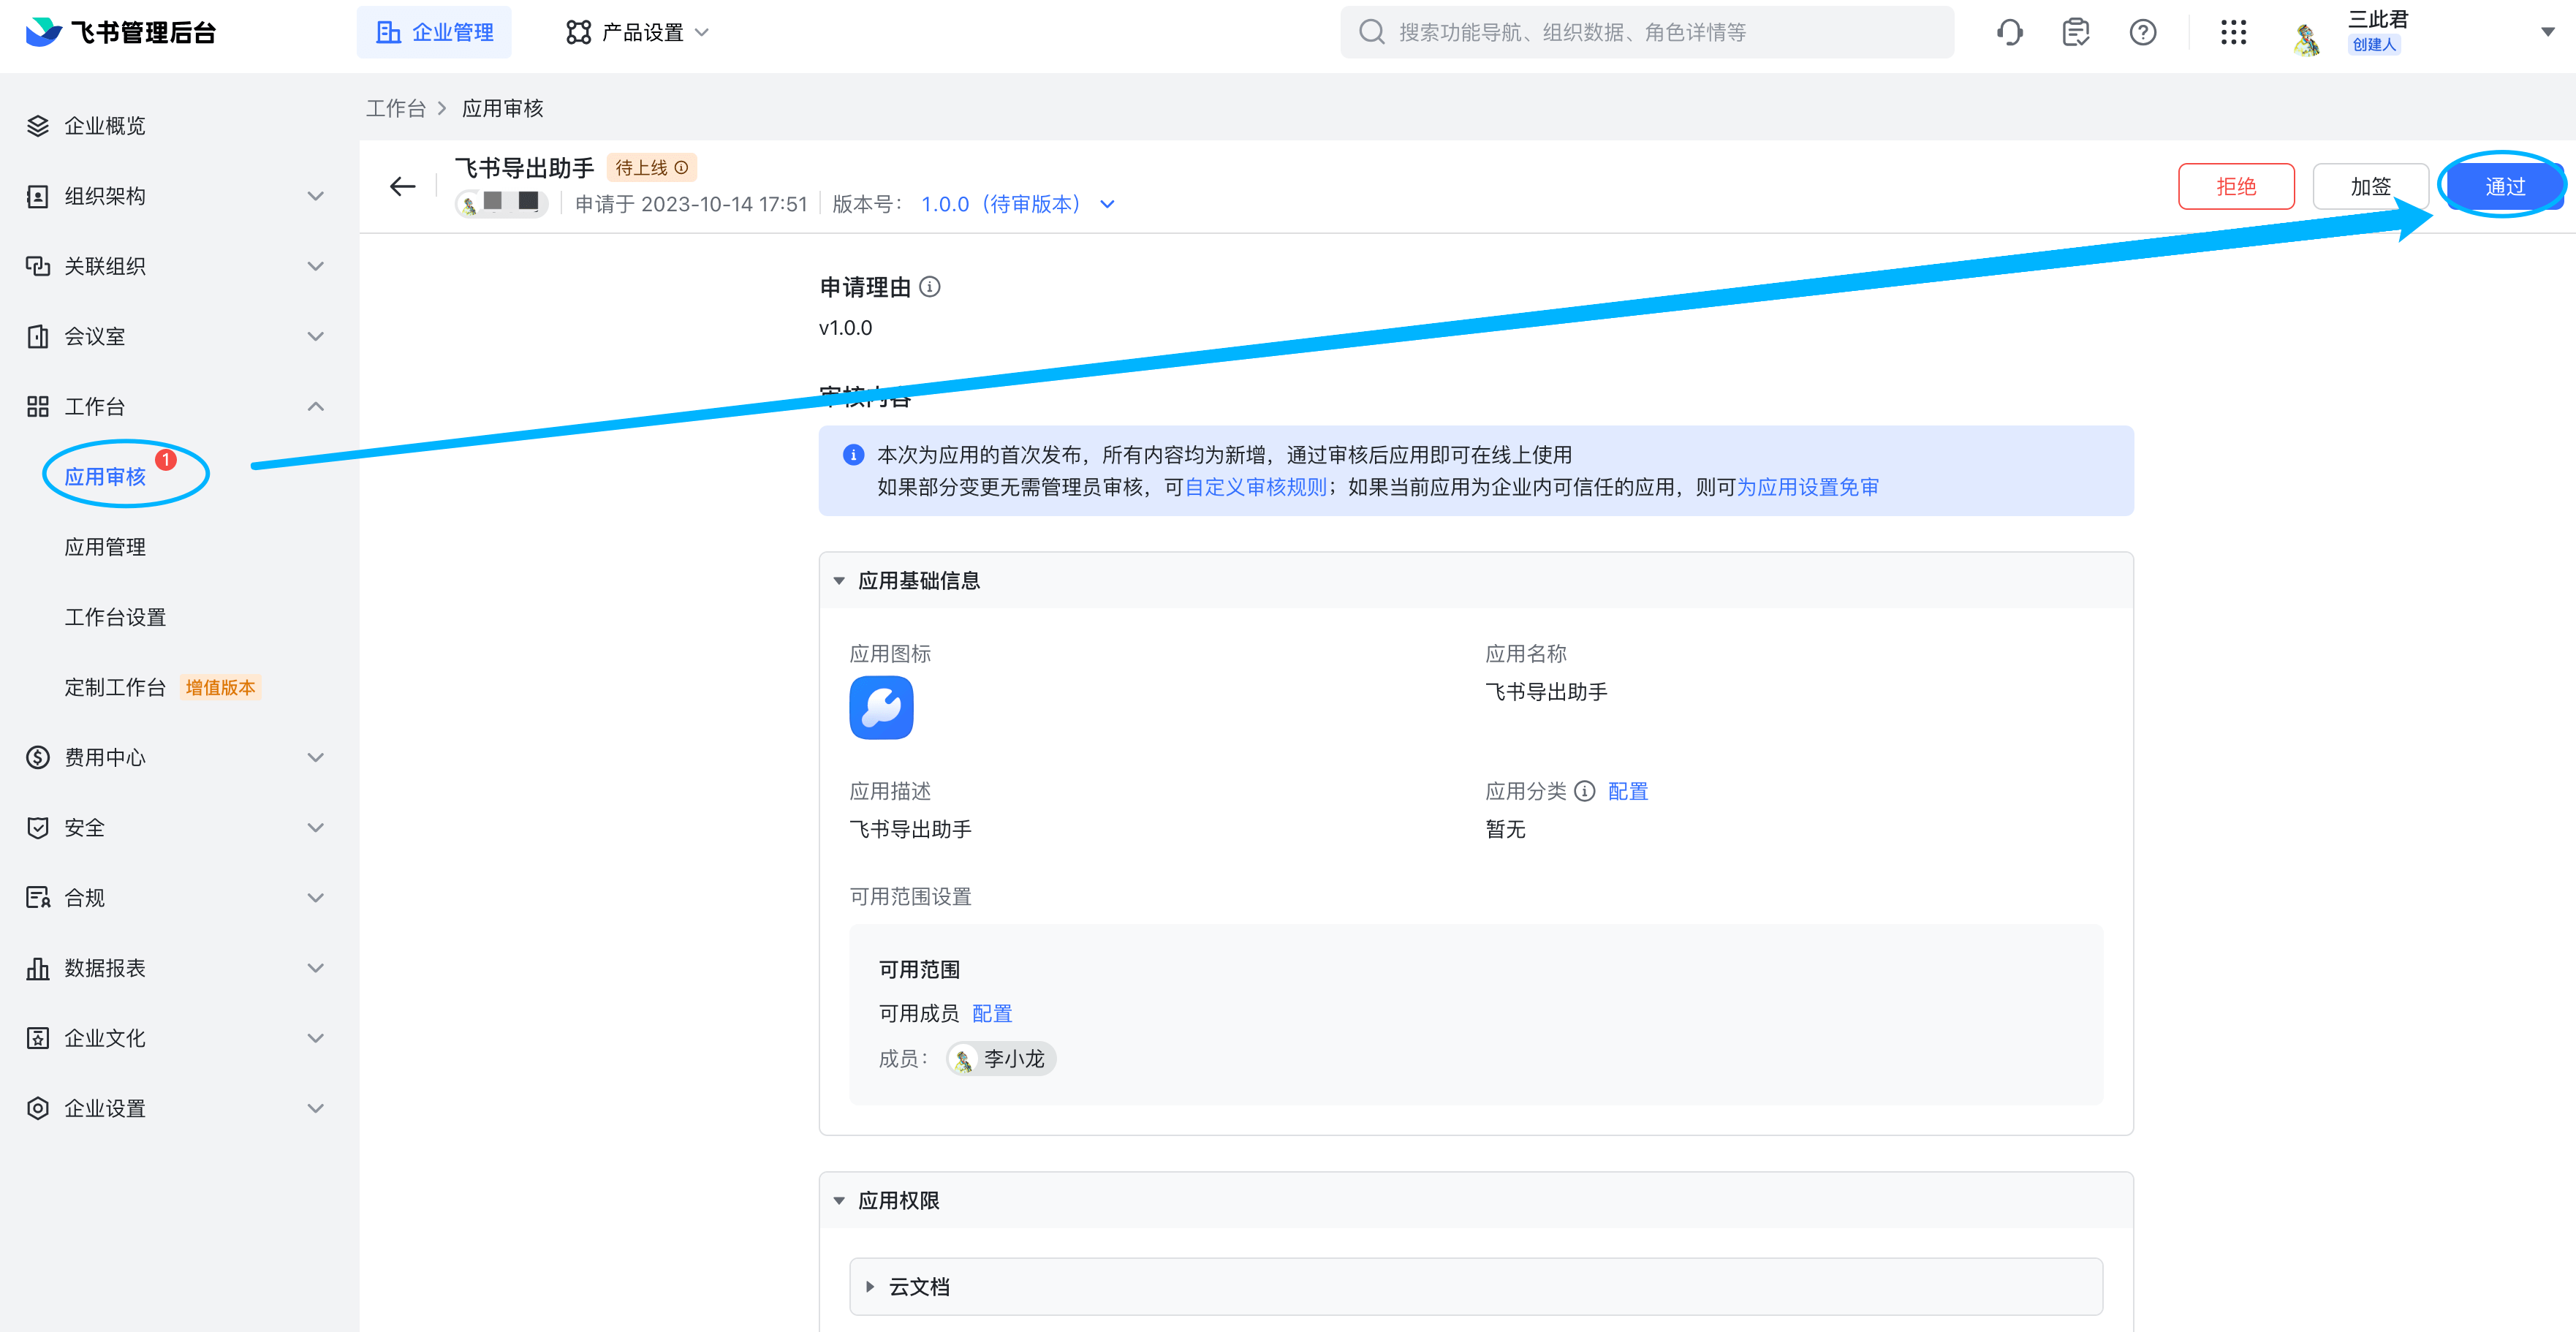 飞书管理后台
企业管理
产品设置
搜索功能导航、组织数据、角色详情等
三此君
创建人
企业概览
组织架构
关联组织
会议室
工作台
应用审核
1
应用管理
工作台设置
定制工作台 增值版本
费用中心
安全
合规
数据报表
企业文化
企业设置
工作台 > 应用审核
飞书导出助手 待上线
申请于 2023-10-14 17:51 版本号： 1.0.0（待审版本）
拒绝
加签
通过
申请理由
v1.0.0
审核内容
本次为应用的首次发布，所有内容均为新增，通过审核后应用即可在线上使用
如果部分变更无需管理员审核，可自定义审核规则；如果当前应用为企业内可信任的应用，则可为应用设置免审
应用基础信息
应用图标
应用名称
飞书导出助手
应用描述
飞书导出助手
应用分类 配置
暂无
可用范围设置
可用范围
可用成员 配置
成员： 李小龙
应用权限
云文档